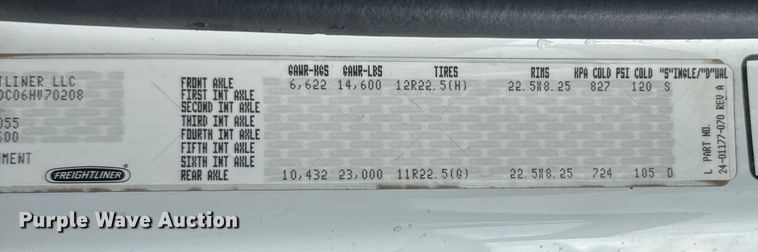 GAWR-KGS GAWR-LBS TIRES RIMS KPA COLD PSI COLD "S"INGLE/"D"UAL
TLINER LLC FRONT AXLE 6,622 14,600 12R22.5(H) 22.5X8.25 827 120 S
DC06HW70208 FIRST INT AXLE
SECOND INT AXLE
055 THIRD INT AXLE
600 FOURTH INT AXLE
FIFTH INT AXLE
UMENT SIXTH INT AXLE
FREIGHTLINER REAR AXLE 10,432 23,000 11R22.5(G) 22.5X8.25 724 105 D
L PART NO.
24-01177-070 REV A
Purple Wave Auction